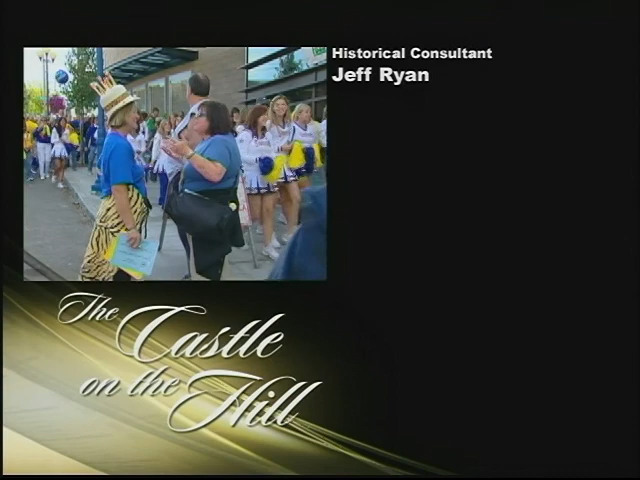 Historical Consultant
Jeff Ryan
The
Castle
on the
Hill